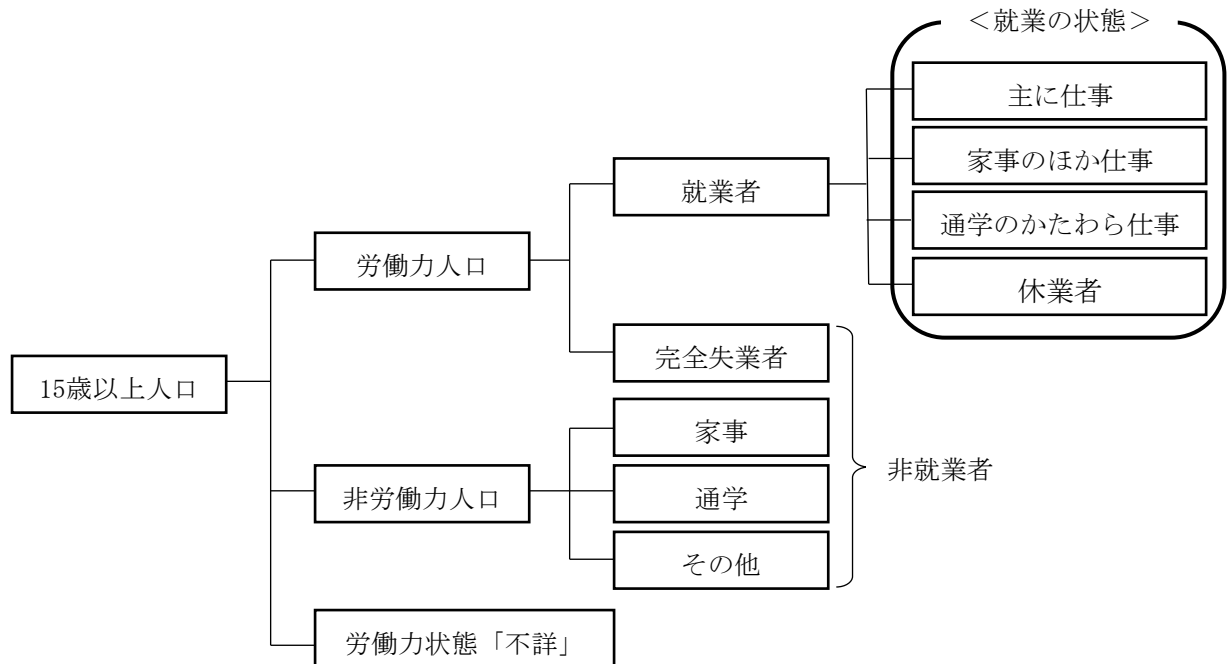 ＜就業の状態＞
主に仕事
家事のほか仕事
就業者
通学のかたわら仕事
労働力人口
休業者
完全失業者
15歳以上人口
家事
非就業者
非労働力人口
通学
その他
労働力状態「不詳」